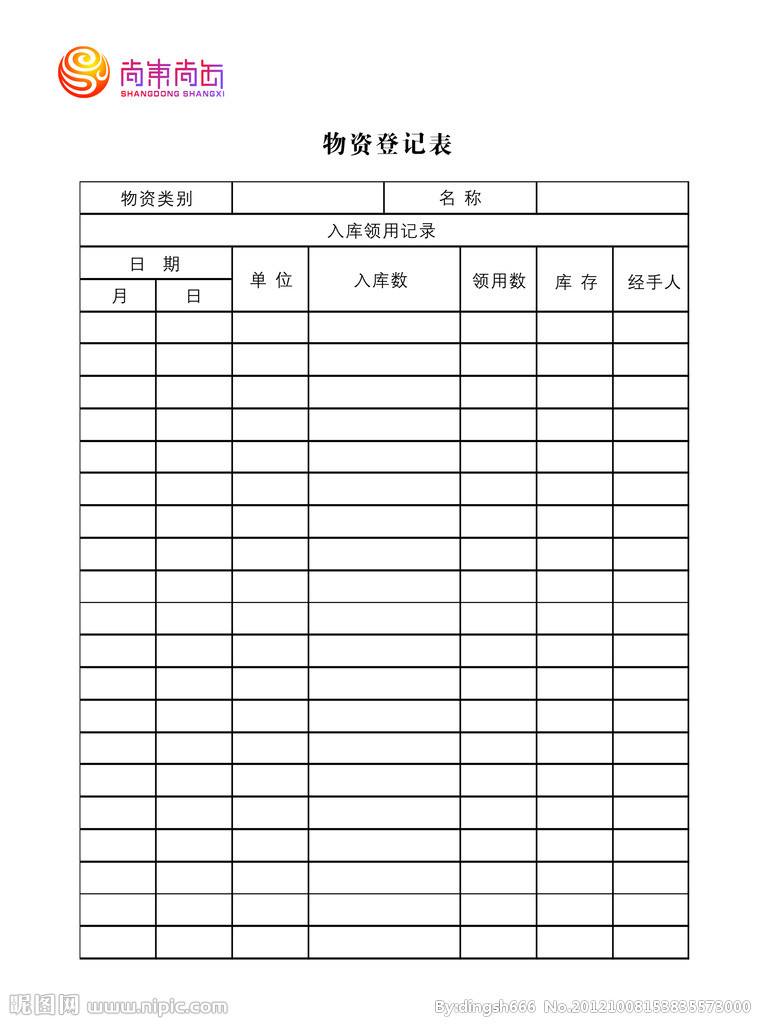 尚東尚西
SHANGDONG SHANGXI
物资登记表
物资类别 名 称
入库领用记录
日 期 单 位 入库数 领用数 库 存 经手人
月 日
昵图网 www.nipic.com By:dingsh666 No.20121008153835573000